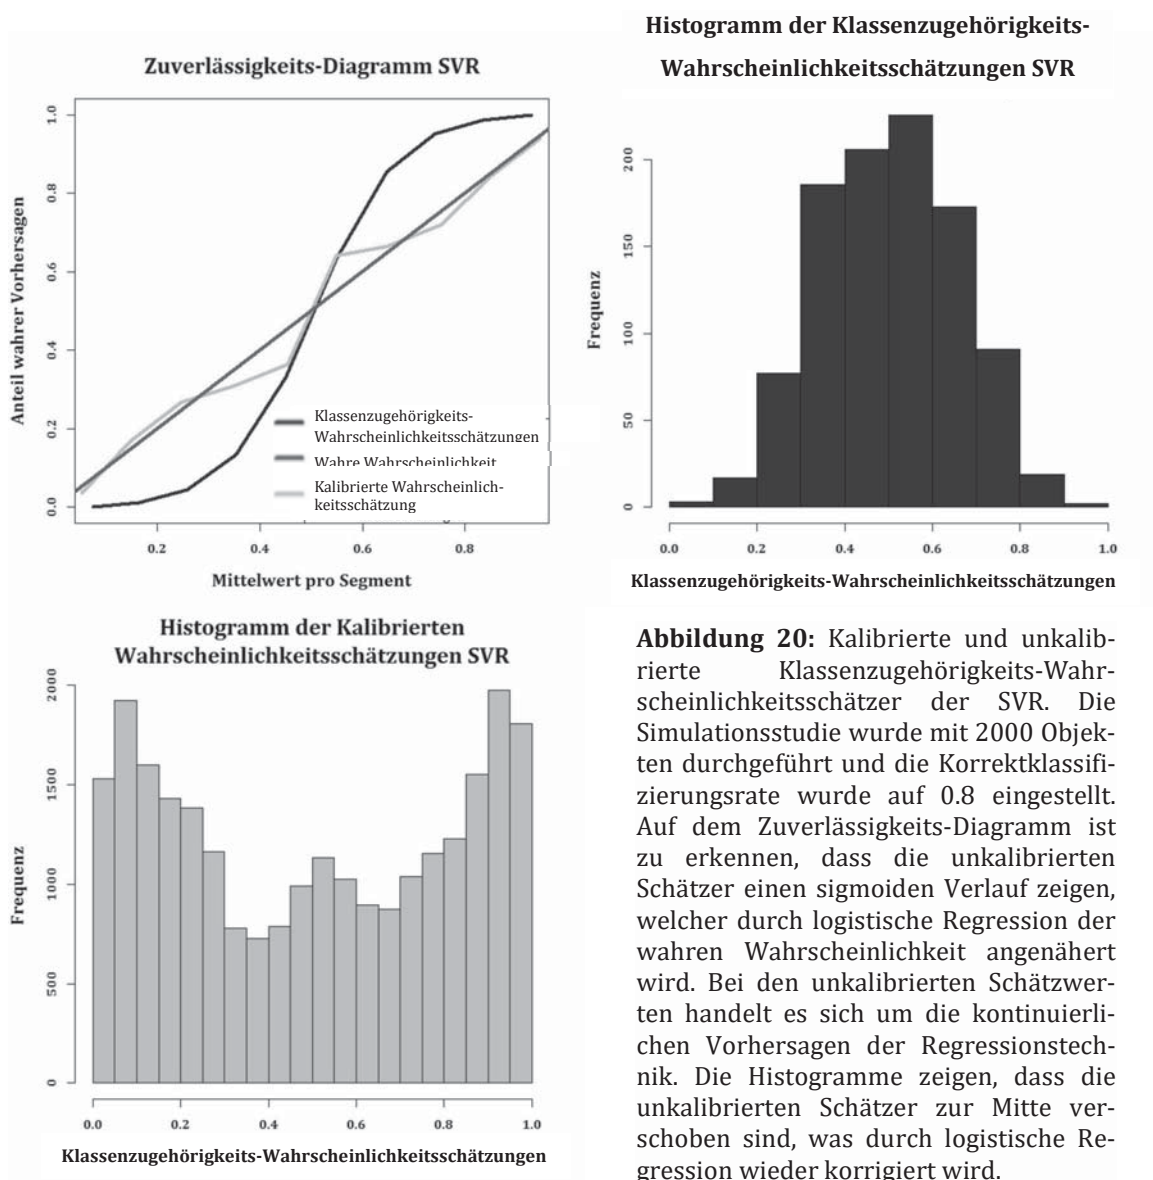 Zuverlässigkeits-Diagramm SVR
Anteil wahrer Vorhersagen
1.0
0.8
0.6
0.4
0.2
0.0
Klassenzugehörigkeits-
Wahrscheinlichkeitsschätzungen
Wahre Wahrscheinlichkeit
Kalibrierte Wahrscheinlich-
keitsschätzung
0.2 0.4 0.6 0.8
Mittelwert pro Segment
Histogramm der Klassenzugehörigkeits-
Wahrscheinlichkeitsschätzungen SVR
Frequenz
200
150
100
50
0
0.0 0.2 0.4 0.6 0.8 1.0
Klassenzugehörigkeits-Wahrscheinlichkeitsschätzungen
Histogramm der Kalibrierten
Wahrscheinlichkeitsschätzungen SVR
Frequenz
2000
1500
1000
500
0
0.0 0.2 0.4 0.6 0.8 1.0
Klassenzugehörigkeits-Wahrscheinlichkeitsschätzungen
Abbildung 20: Kalibrierte und unkalib-
rierte Klassenzugehörigkeits-Wahr-
scheinlichkeitsschätzer der SVR. Die
Simulationsstudie wurde mit 2000 Objek-
ten durchgeführt und die Korrektklassifi-
zierungsrate wurde auf 0.8 eingestellt.
Auf dem Zuverlässigkeits-Diagramm ist
zu erkennen, dass die unkalibrierten
Schätzer einen sigmoiden Verlauf zeigen,
welcher durch logistische Regression der
wahren Wahrscheinlichkeit angenähert
wird. Bei den unkalibrierten Schätzwer-
ten handelt es sich um die kontinuierli-
chen Vorhersagen der Regressionstech-
nik. Die Histogramme zeigen, dass die
unkalibrierten Schätzer zur Mitte ver-
schoben sind, was durch logistische Re-
gression wieder korrigiert wird.